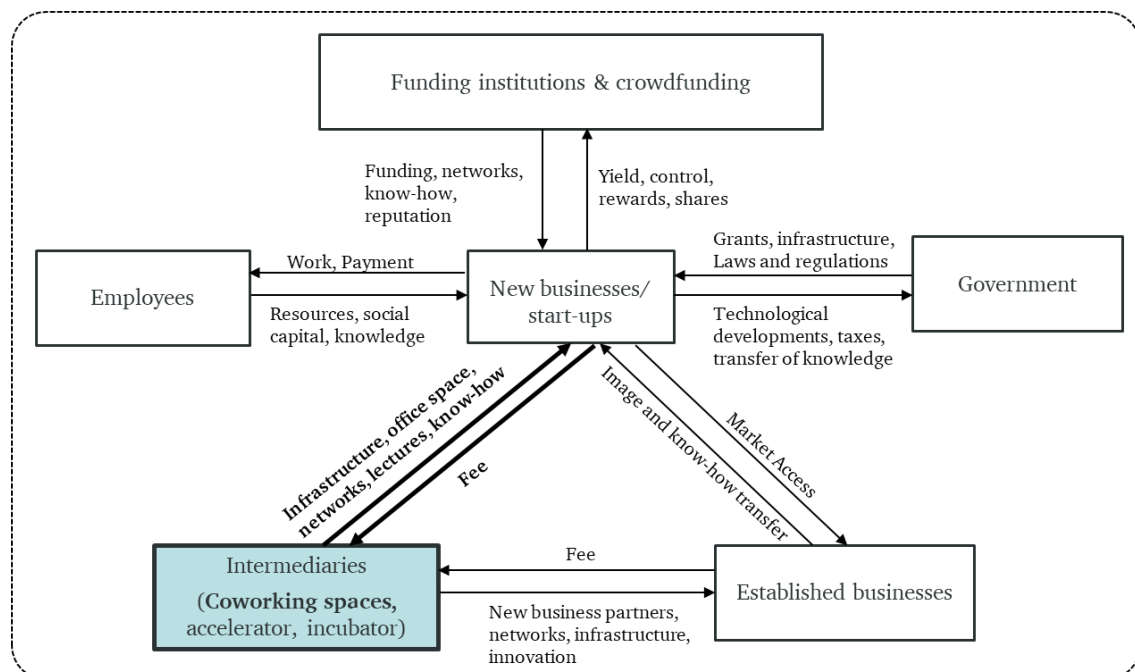 Funding institutions & crowdfunding
Funding, networks,
know-how,
reputation
Yield, control,
rewards, shares
Employees
Work, Payment
Resources, social
capital, knowledge
New businesses/
start-ups
Grants, infrastructure,
Laws and regulations
Technological
developments, taxes,
transfer of knowledge
Government
Infrastructure, office space,
networks, lectures, know-how
Fee
Image and know-how transfer
Market Access
Intermediaries
(Coworking spaces,
accelerator, incubator)
Fee
New business partners,
networks, infrastructure,
innovation
Established businesses